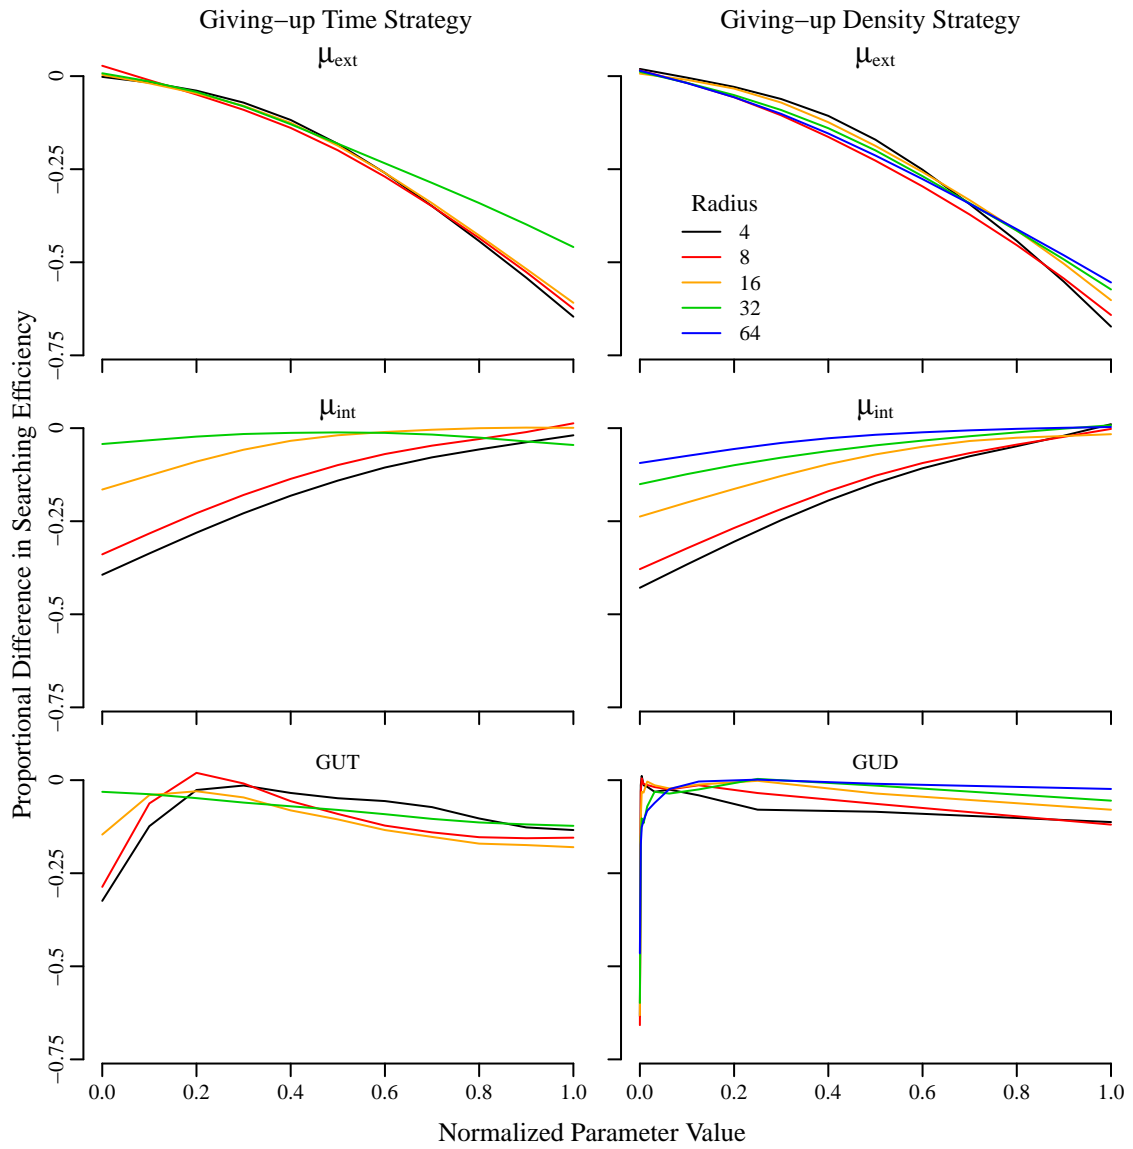 Giving−up Time Strategy
Giving−up Density Strategy
μext
μext
0
−0.25
−0.5
−0.75
Radius
4
8
16
32
64
μint
μint
0
−0.25
−0.5
−0.75
GUT
GUD
0
−0.25
−0.5
−0.75
0.0 0.2 0.4 0.6 0.8 1.0
0.0 0.2 0.4 0.6 0.8 1.0
Proportional Difference in Searching Efficiency
Normalized Parameter Value